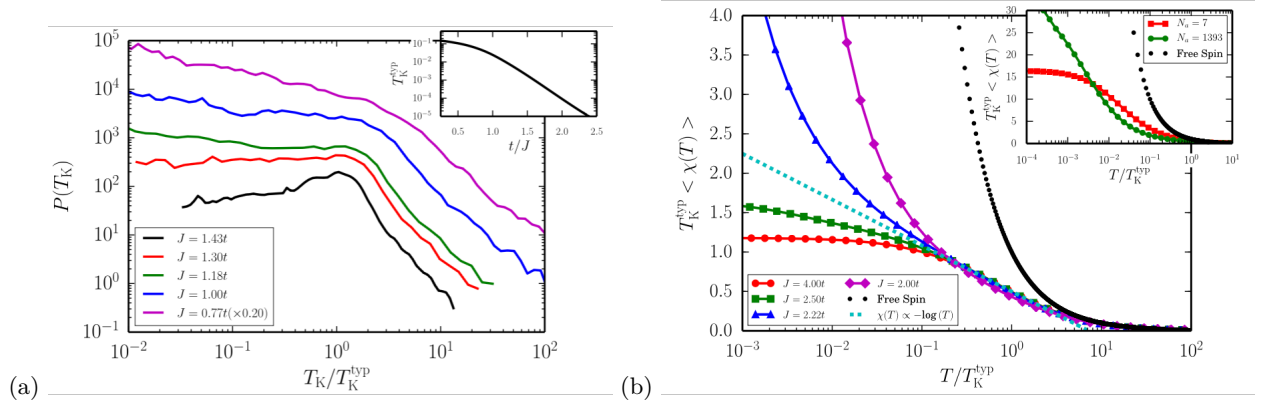 (a)
P(T_K)
10^5
10^4
10^3
10^2
10^1
10^0
10^{-1}
J = 1.43t
J = 1.30t
J = 1.18t
J = 1.00t
J = 0.77t(×0.20)
10^{-2} 10^{-1} 10^0 10^1 10^2
T_K/T_K^{typ}
T_K^{typ}
10^0
10^{-1}
10^{-2}
10^{-3}
10^{-4}
10^{-5}
0.5 1.0 1.5 2.0 2.5
t/J
(b)
T_K^{typ} < χ(T) >
4.0
3.5
3.0
2.5
2.0
1.5
1.0
0.5
0.0
J = 4.00t
J = 2.50t
J = 2.22t
J = 2.00t
Free Spin
χ(T) ∝ −log(T)
10^{-3} 10^{-2} 10^{-1} 10^0 10^1 10^2
T/T_K^{typ}
T_K^{typ} < χ(T) >
30
25
20
15
10
5
0
N_a = 7
N_a = 1393
Free Spin
10^{-4} 10^{-3} 10^{-2} 10^{-1} 10^0 10^1
T/T_K^{typ}